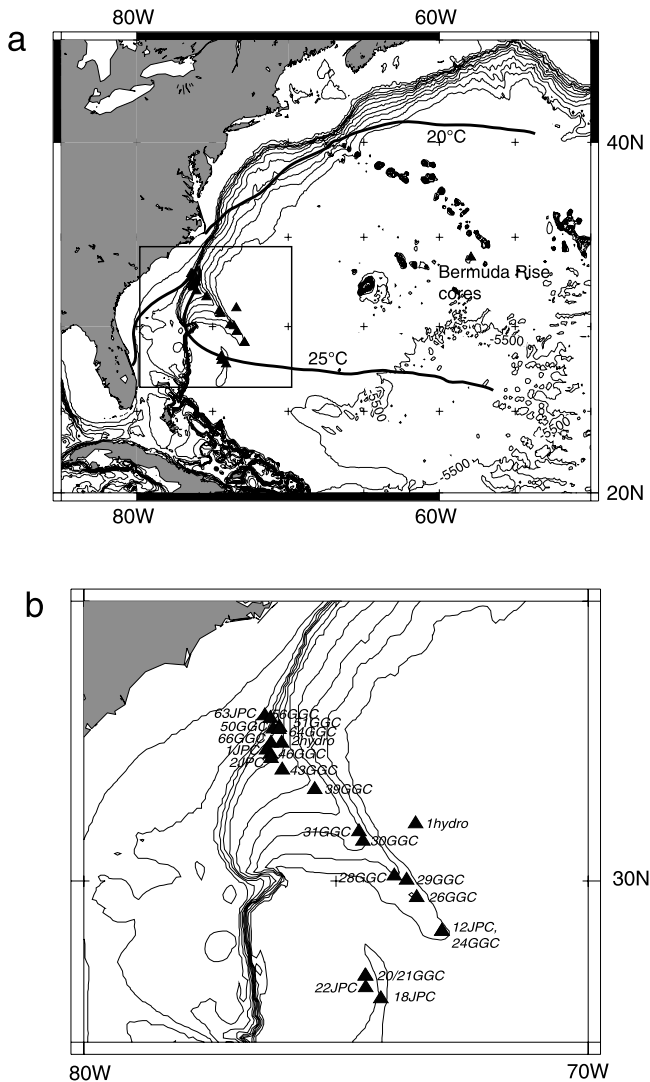 a
80W 60W
20°C
40N
Bermuda Rise
cores
-5500
25°C
-5500
-5500
20N
80W 60W
b
63JPC 56GGC
50GGC 51GGC
64GGC
66GGC 2hydro
1JPC 46GGC
2JPC
43GGC
39GGC
31GGC 30GGC
1hydro
28GGC 29GGC
30N
26GGC
12JPC,
24GGC
20/21GGC
22JPC
18JPC
80W 70W